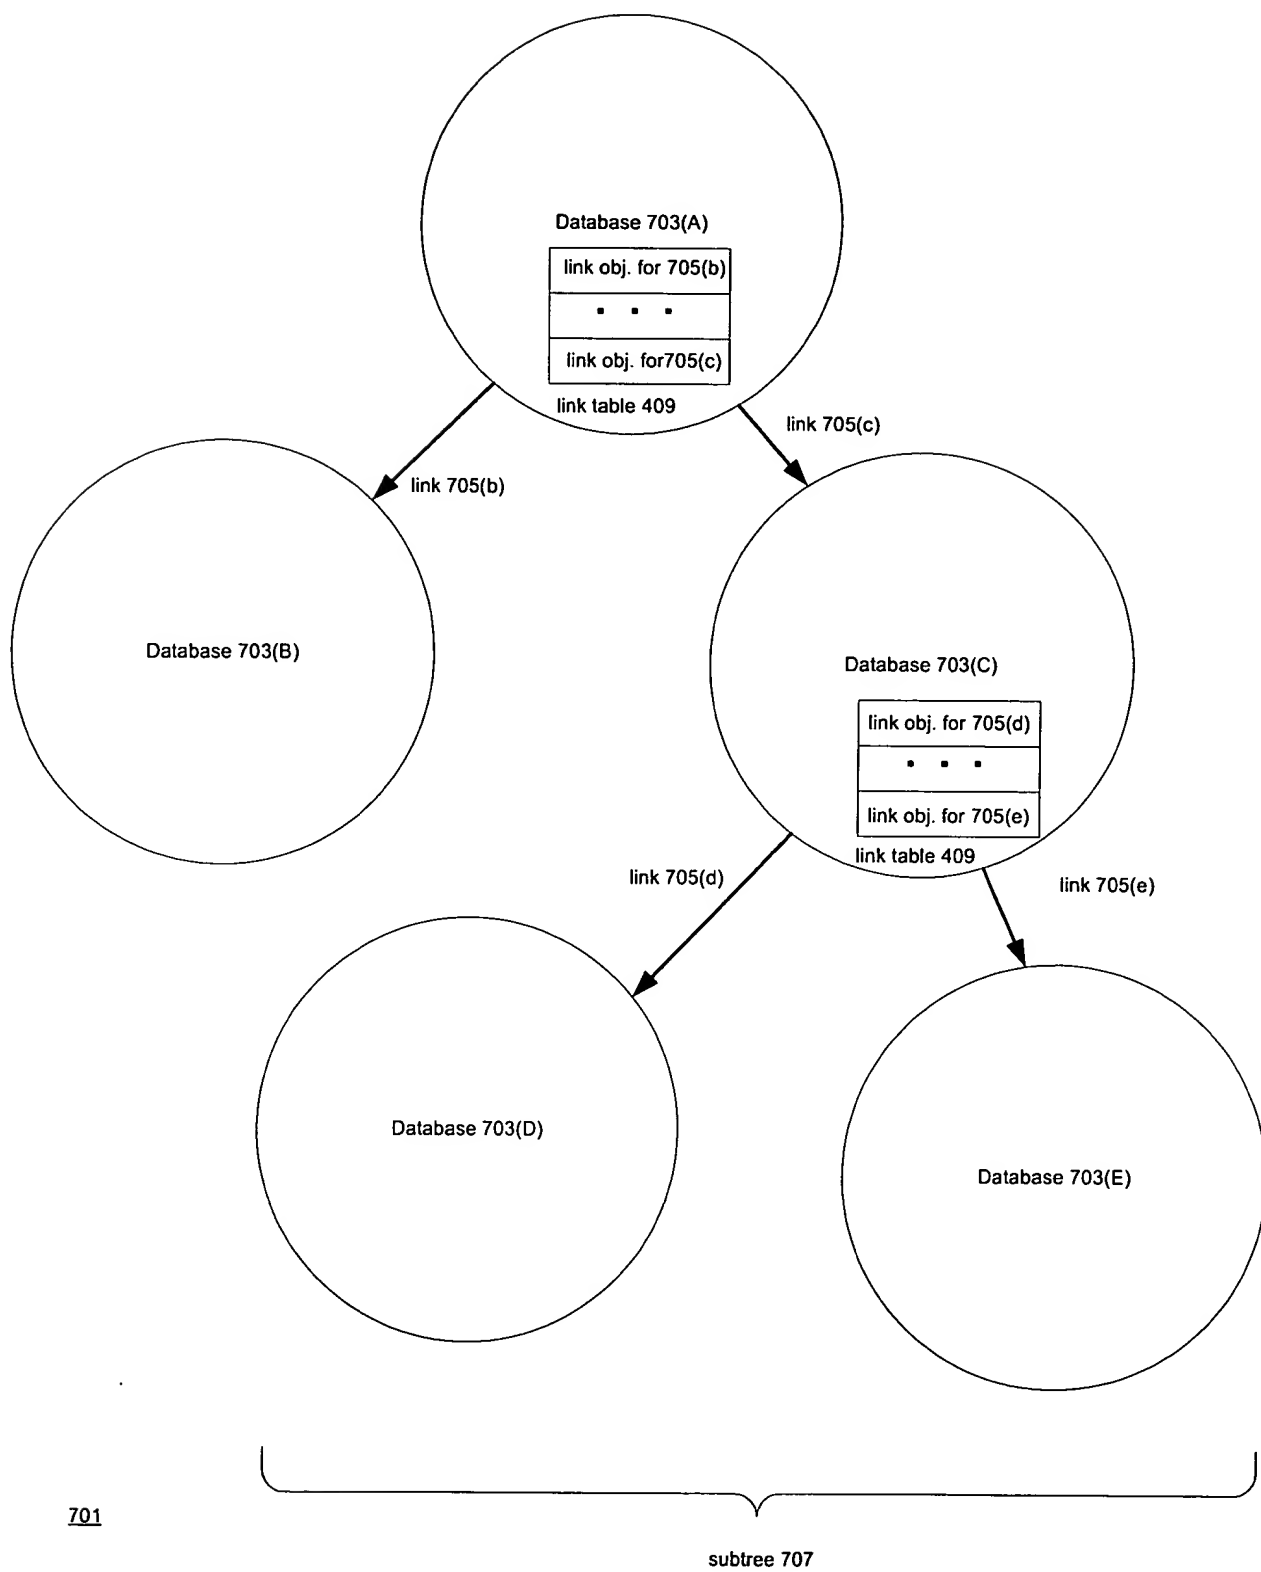 Database 703(A)
link obj. for 705(b)
. . .
link obj. for705(c)
link table 409
link 705(c)
link 705(b)
Database 703(B)
Database 703(C)
link obj. for 705(d)
. . .
link obj. for 705(e)
link table 409
link 705(d)
link 705(e)
Database 703(D)
Database 703(E)
701
subtree 707